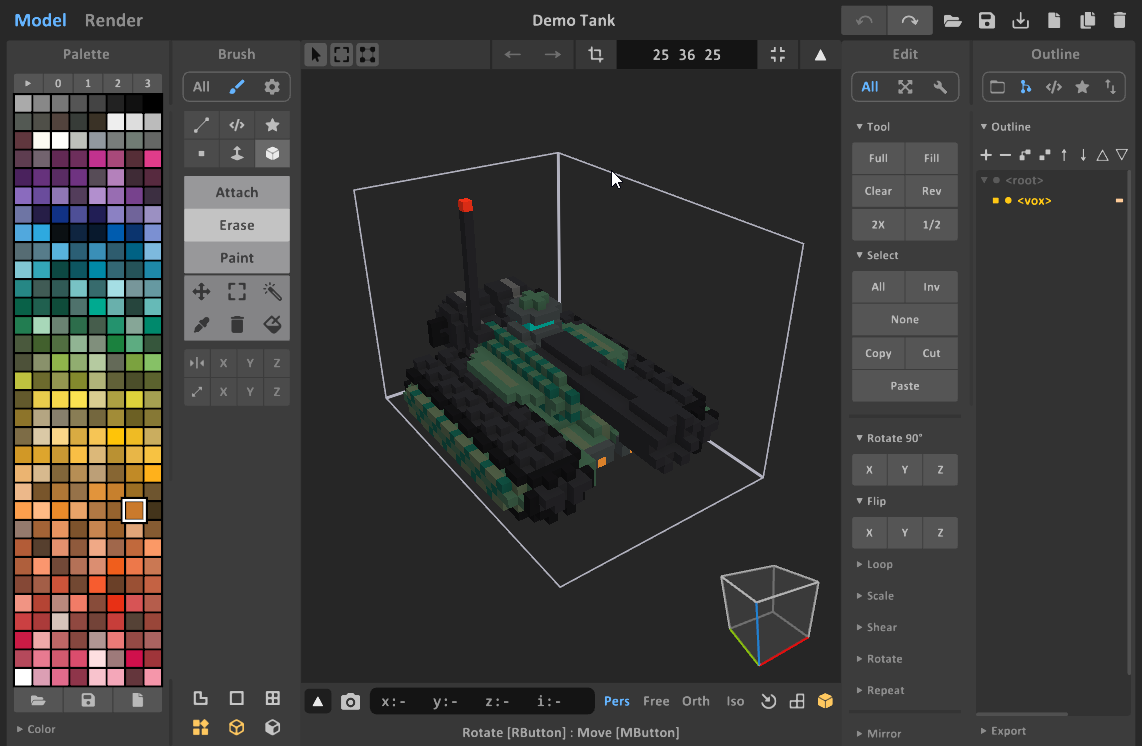 Model Render Demo Tank
Palette Brush 25 36 25 Edit Outline
0 1 2 3
All
All
Tool
Outline
Full Fill
Clear Rev
2X 1/2
<root>
<vox>
Attach
Erase
Paint
Select
All Inv
None
Copy Cut
Paste
X Y Z
X Y Z
Rotate 90°
X Y Z
Flip
X Y Z
Loop
Scale
Shear
Rotate
Repeat
Mirror
x:- y:- z:- i:- Pers Free Orth Iso
Color
Export
Rotate [RButton] : Move [MButton]